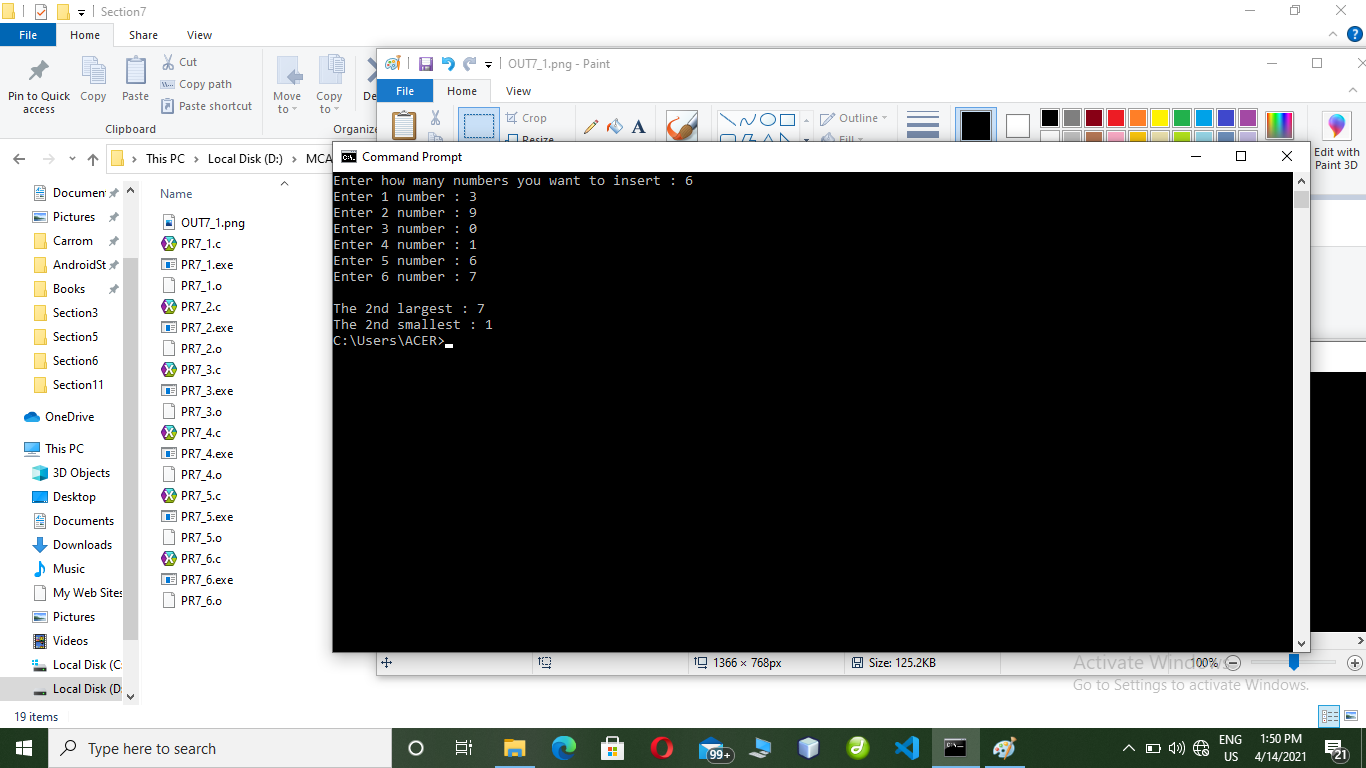 Section7
File Home Share View
Pin to Quick access
Copy
Paste
Cut
Copy path
Paste shortcut
Clipboard
Move to
Copy to
De
Organiz
This PC
Local Disk (D:)
MCA
Documen
Pictures
Carrom
AndroidSt
Books
Section3
Section5
Section6
Section11
OneDrive
This PC
3D Objects
Desktop
Documents
Downloads
Music
My Web Sites
Pictures
Videos
Local Disk (C
Local Disk (D
Name
OUT7_1.png
PR7_1.c
PR7_1.exe
PR7_1.o
PR7_2.c
PR7_2.exe
PR7_2.o
PR7_3.c
PR7_3.exe
PR7_3.o
PR7_4.c
PR7_4.exe
PR7_4.o
PR7_5.c
PR7_5.exe
PR7_5.o
PR7_6.c
PR7_6.exe
PR7_6.o
19 items
OUT7_1.png - Paint
File Home View
Crop
Resize
A
Outline
Fill
Edit with
Paint 3D
Command Prompt
Enter how many numbers you want to insert : 6
Enter 1 number : 3
Enter 2 number : 9
Enter 3 number : 0
Enter 4 number : 1
Enter 5 number : 6
Enter 6 number : 7
The 2nd largest : 7
The 2nd smallest : 1
C:\Users\ACER>
1366 × 768px
Size: 125.2KB
100%
Activate Windows
Go to Settings to activate Windows.
Type here to search
99+
ENG
US
1:50 PM
4/14/2021
21